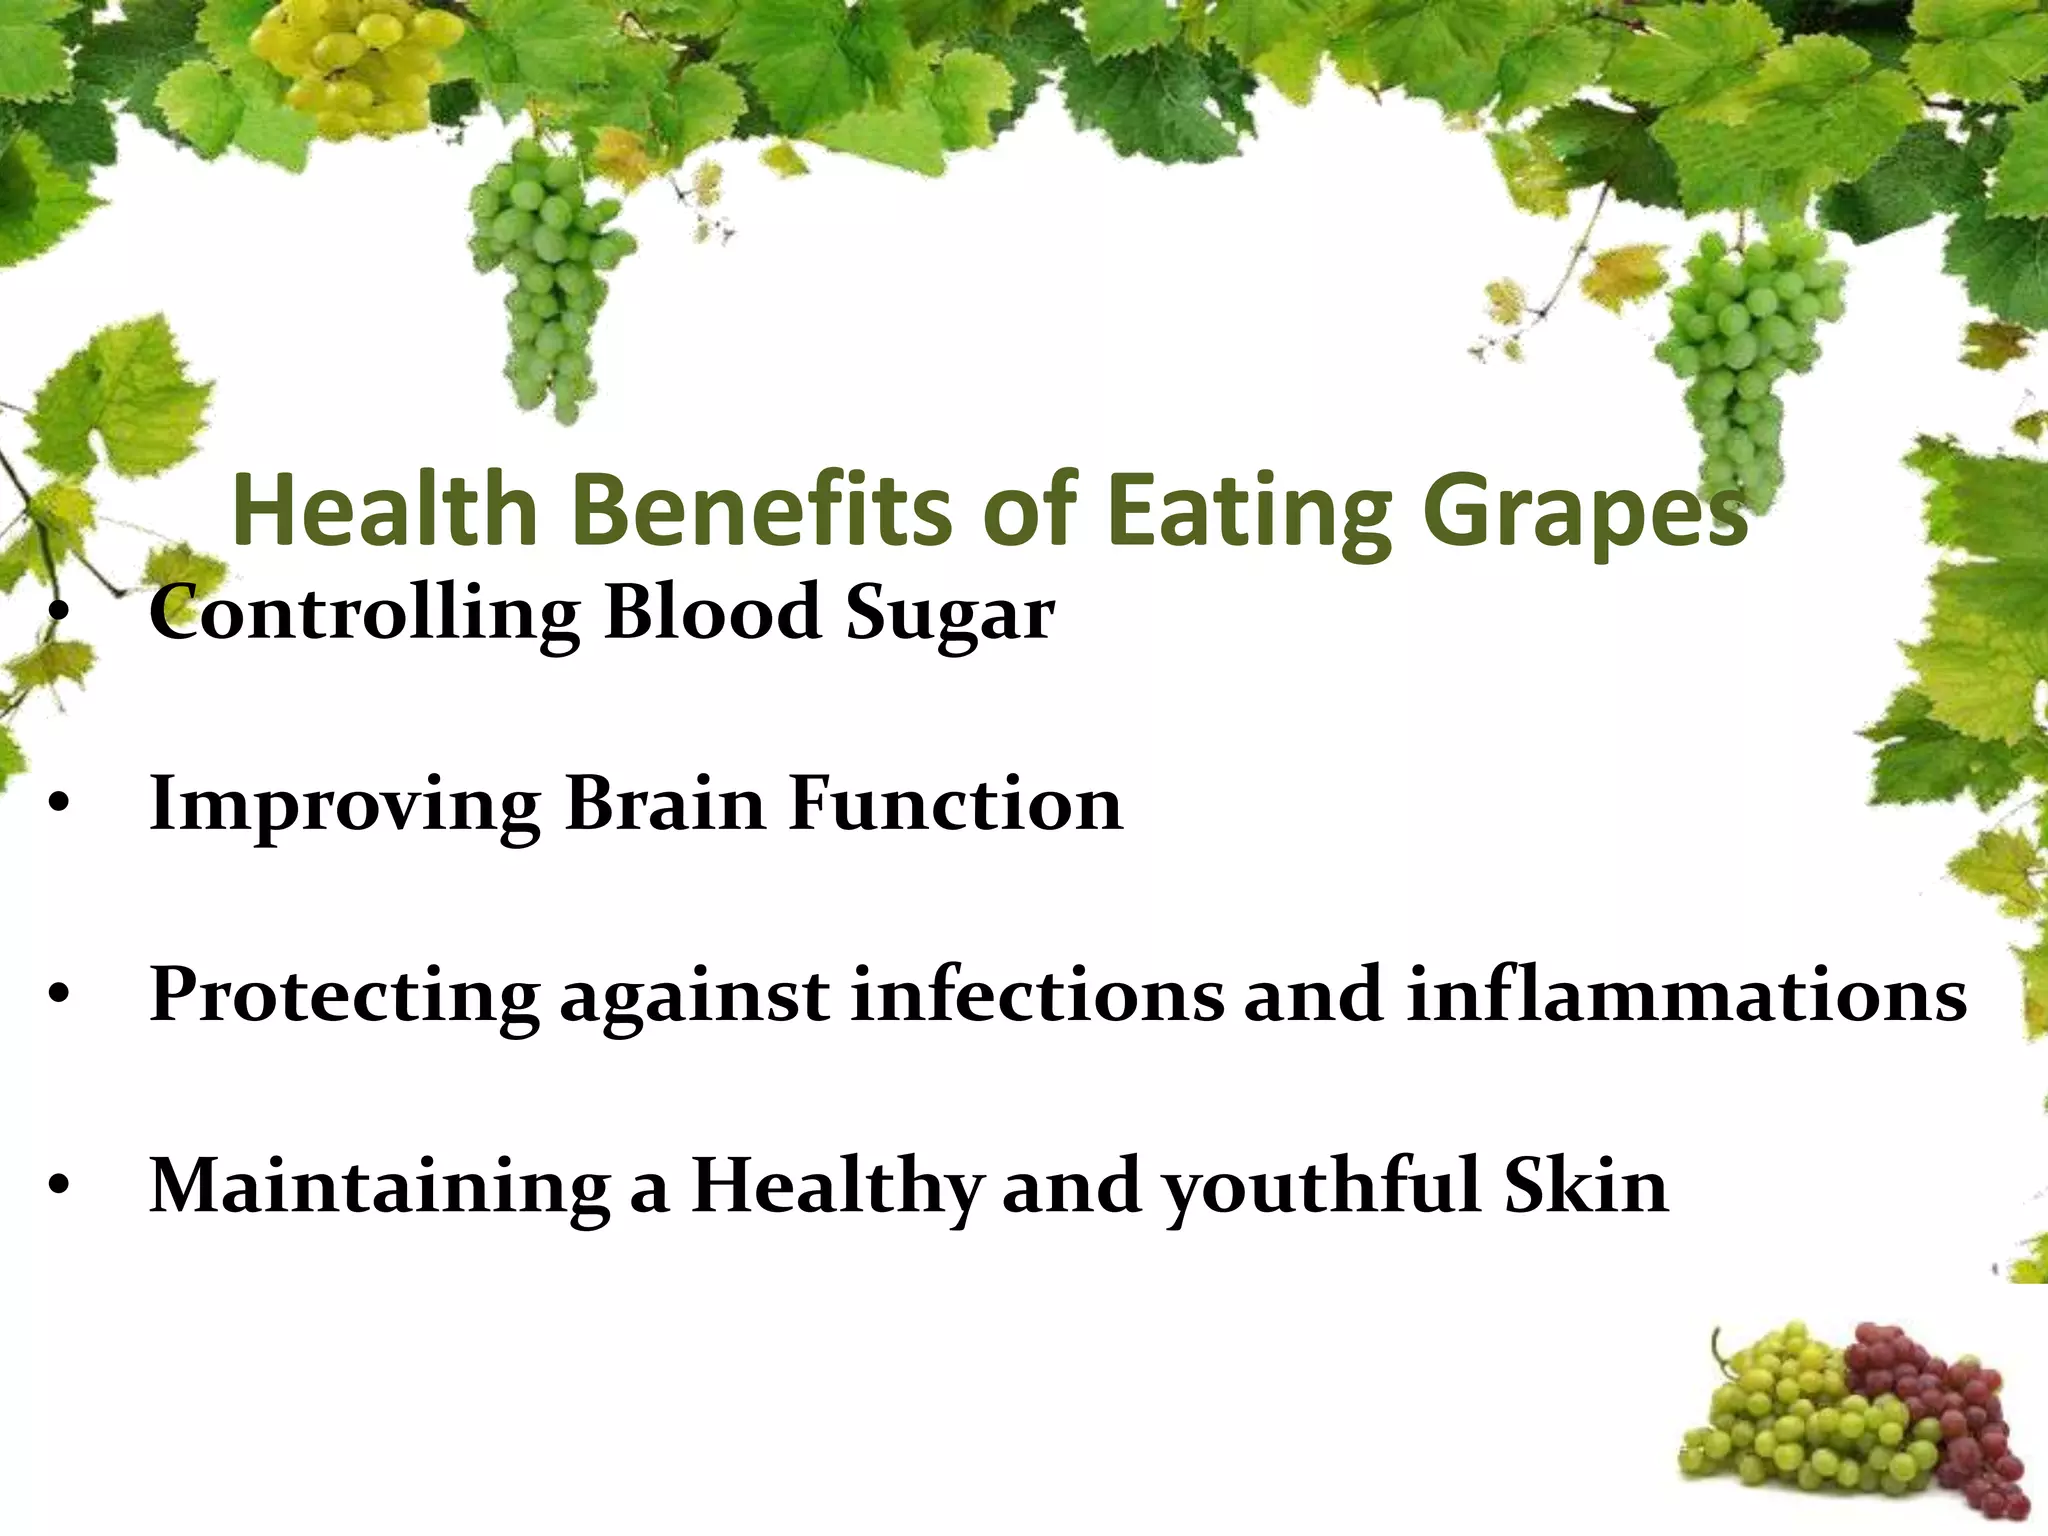 Health Benefits of Eating Grapes
• Controlling Blood Sugar
• Improving Brain Function
• Protecting against infections and inflammations
• Maintaining a Healthy and youthful Skin